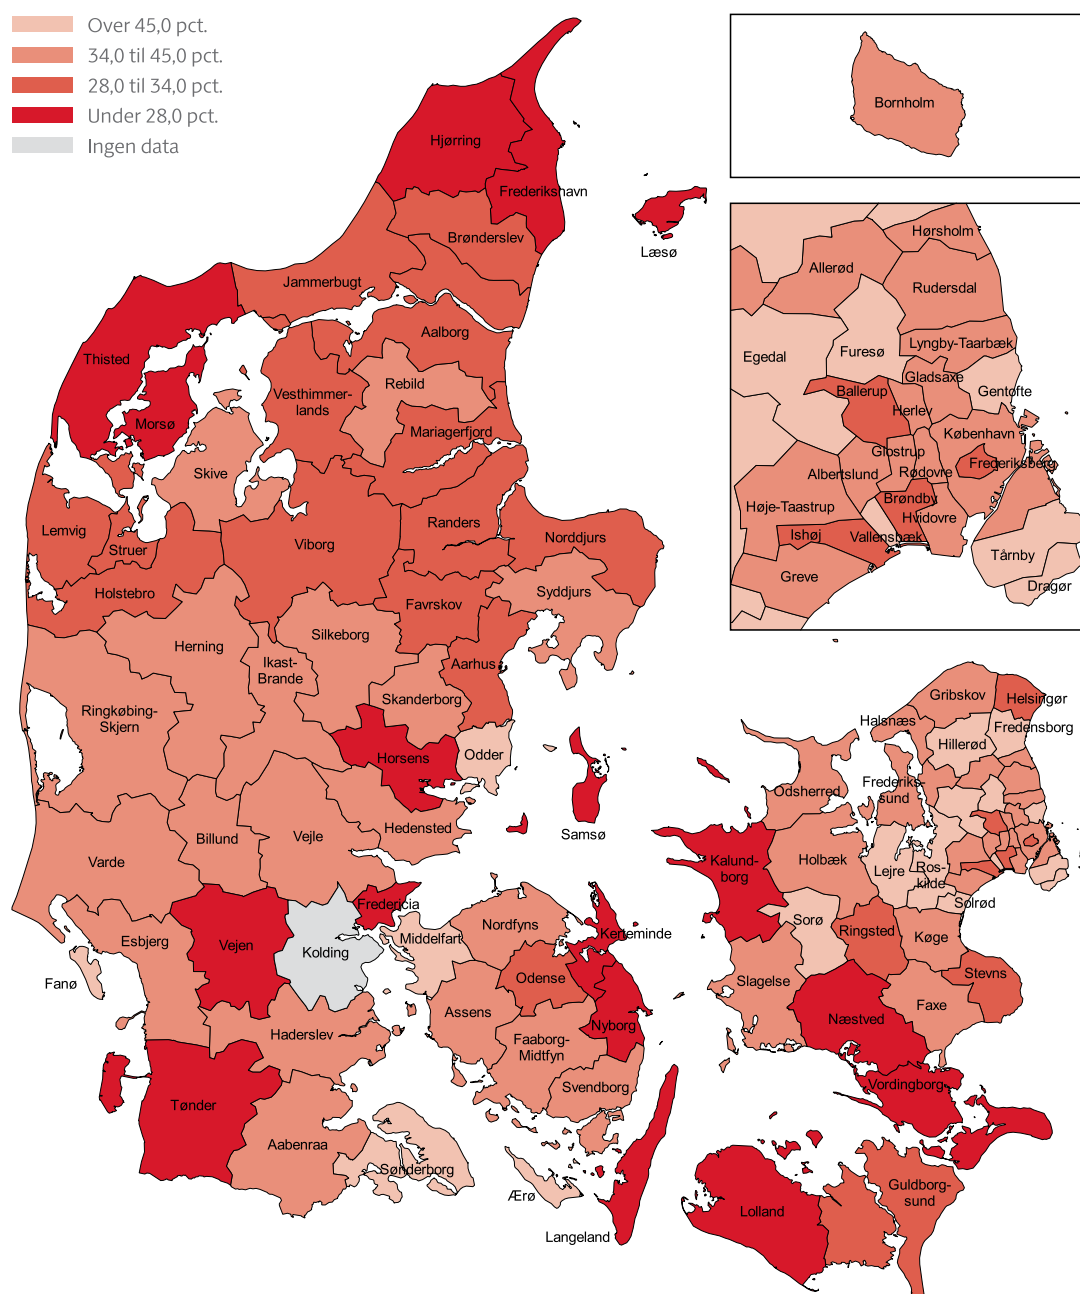 Over 45,0 pct.
34,0 til 45,0 pct.
28,0 til 34,0 pct.
Under 28,0 pct.
Ingen data
Hjørring
Frederikshavn
Læsø
Brønderslev
Jammerbugt
Aalborg
Thisted
Morsø
Vesthimmer-
lands
Rebild
Mariagerfjord
Skive
Lemvig
Struer
Holstebro
Viborg
Randers
Norddjurs
Syddjurs
Favrskov
Herning
Silkeborg
Ikast-
Brande
Aarhus
Skanderborg
Ringkøbing-
Skjern
Horsens
Odder
Samsø
Hedensted
Billund
Vejle
Varde
Fredericia
Vejen
Kolding
Esbjerg
Fanø
Middelfart
Nordfyns
Kerteminde
Odense
Assens
Nyborg
Faaborg-
Midtfyn
Svendborg
Haderslev
Tønder
Aabenraa
Sønderborg
Ærø
Langeland
Bornholm
Hørsholm
Allerød
Rudersdal
Egedal
Furesø
Lyngby-Taarbæk
Gladsaxe
Gentofte
Ballerup
Herlev
København
Glostrup
Frederiksberg
Albertslund
Rødovre
Høje-Taastrup
Brøndby
Hvidovre
Ishøj
Vallensbæk
Tårnby
Greve
Dragør
Gribskov
Helsingør
Halsnæs
Fredensborg
Hillerød
Frederiks-
sund
Odsherred
Kalund-
borg
Holbæk
Lejre
Ros-
kilde
Solrød
Sorø
Ringsted
Køge
Slagelse
Stevns
Faxe
Næstved
Vordingborg
Guldborg-
sund
Lolland